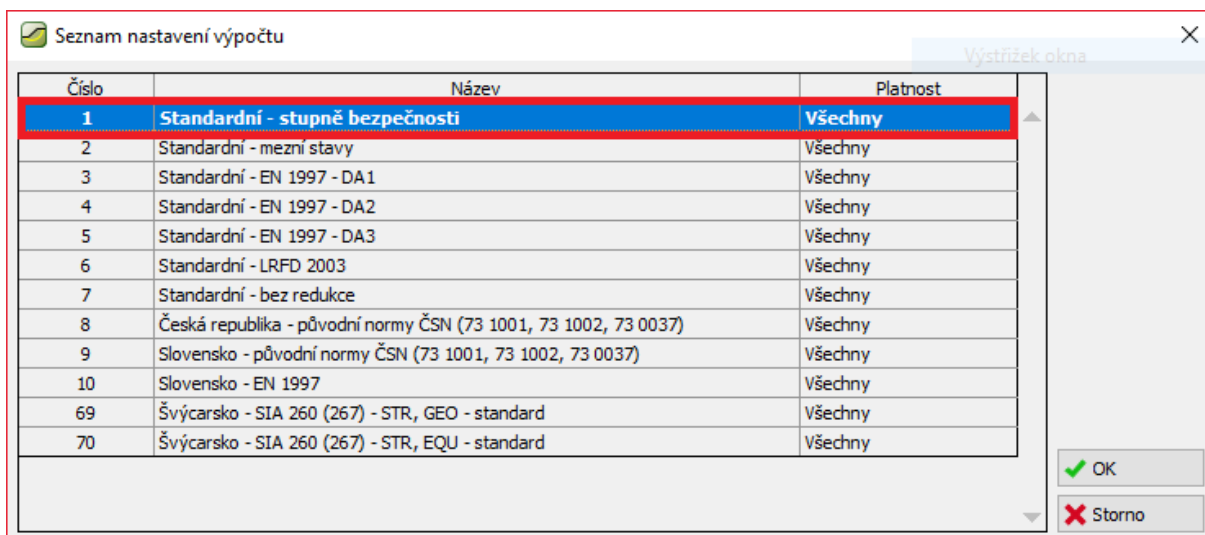 Seznam nastavení výpočtu
Výstřižek okna
Číslo Název Platnost
1 Standardní - stupně bezpečnosti Všechny
2 Standardní - mezní stavy Všechny
3 Standardní - EN 1997 - DA1 Všechny
4 Standardní - EN 1997 - DA2 Všechny
5 Standardní - EN 1997 - DA3 Všechny
6 Standardní - LRFD 2003 Všechny
7 Standardní - bez redukce Všechny
8 Česká republika - původní normy ČSN (73 1001, 73 1002, 73 0037) Všechny
9 Slovensko - původní normy ČSN (73 1001, 73 1002, 73 0037) Všechny
10 Slovensko - EN 1997 Všechny
69 Švýcarsko - SIA 260 (267) - STR, GEO - standard Všechny
70 Švýcarsko - SIA 260 (267) - STR, EQU - standard Všechny
OK
Storno